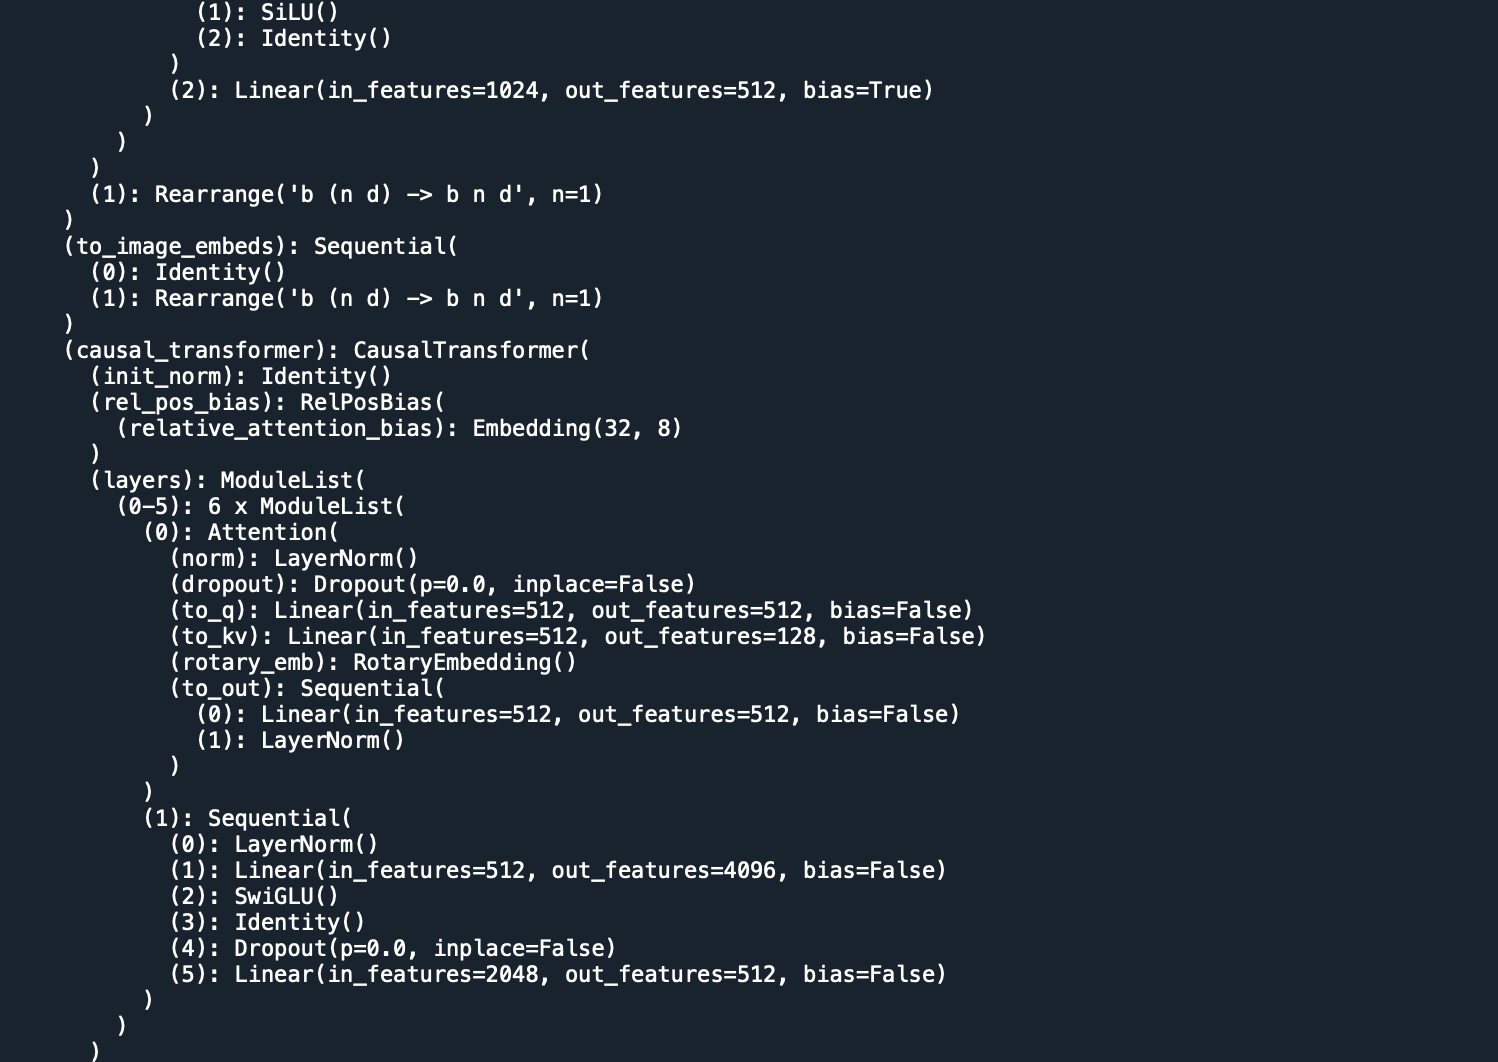 (1): SiLU()
(2): Identity()
)
(2): Linear(in_features=1024, out_features=512, bias=True)
)
)
)
(1): Rearrange('b (n d) -> b n d', n=1)
)
(to_image_embeds): Sequential(
(0): Identity()
(1): Rearrange('b (n d) -> b n d', n=1)
)
(causal_transformer): CausalTransformer(
(init_norm): Identity()
(rel_pos_bias): RelPosBias(
(relative_attention_bias): Embedding(32, 8)
)
(layers): ModuleList(
(0-5): 6 x ModuleList(
(0): Attention(
(norm): LayerNorm()
(dropout): Dropout(p=0.0, inplace=False)
(to_q): Linear(in_features=512, out_features=512, bias=False)
(to_kv): Linear(in_features=512, out_features=128, bias=False)
(rotary_emb): RotaryEmbedding()
(to_out): Sequential(
(0): Linear(in_features=512, out_features=512, bias=False)
(1): LayerNorm()
)
)
(1): Sequential(
(0): LayerNorm()
(1): Linear(in_features=512, out_features=4096, bias=False)
(2): SwiGLU()
(3): Identity()
(4): Dropout(p=0.0, inplace=False)
(5): Linear(in_features=2048, out_features=512, bias=False)
)
)
)